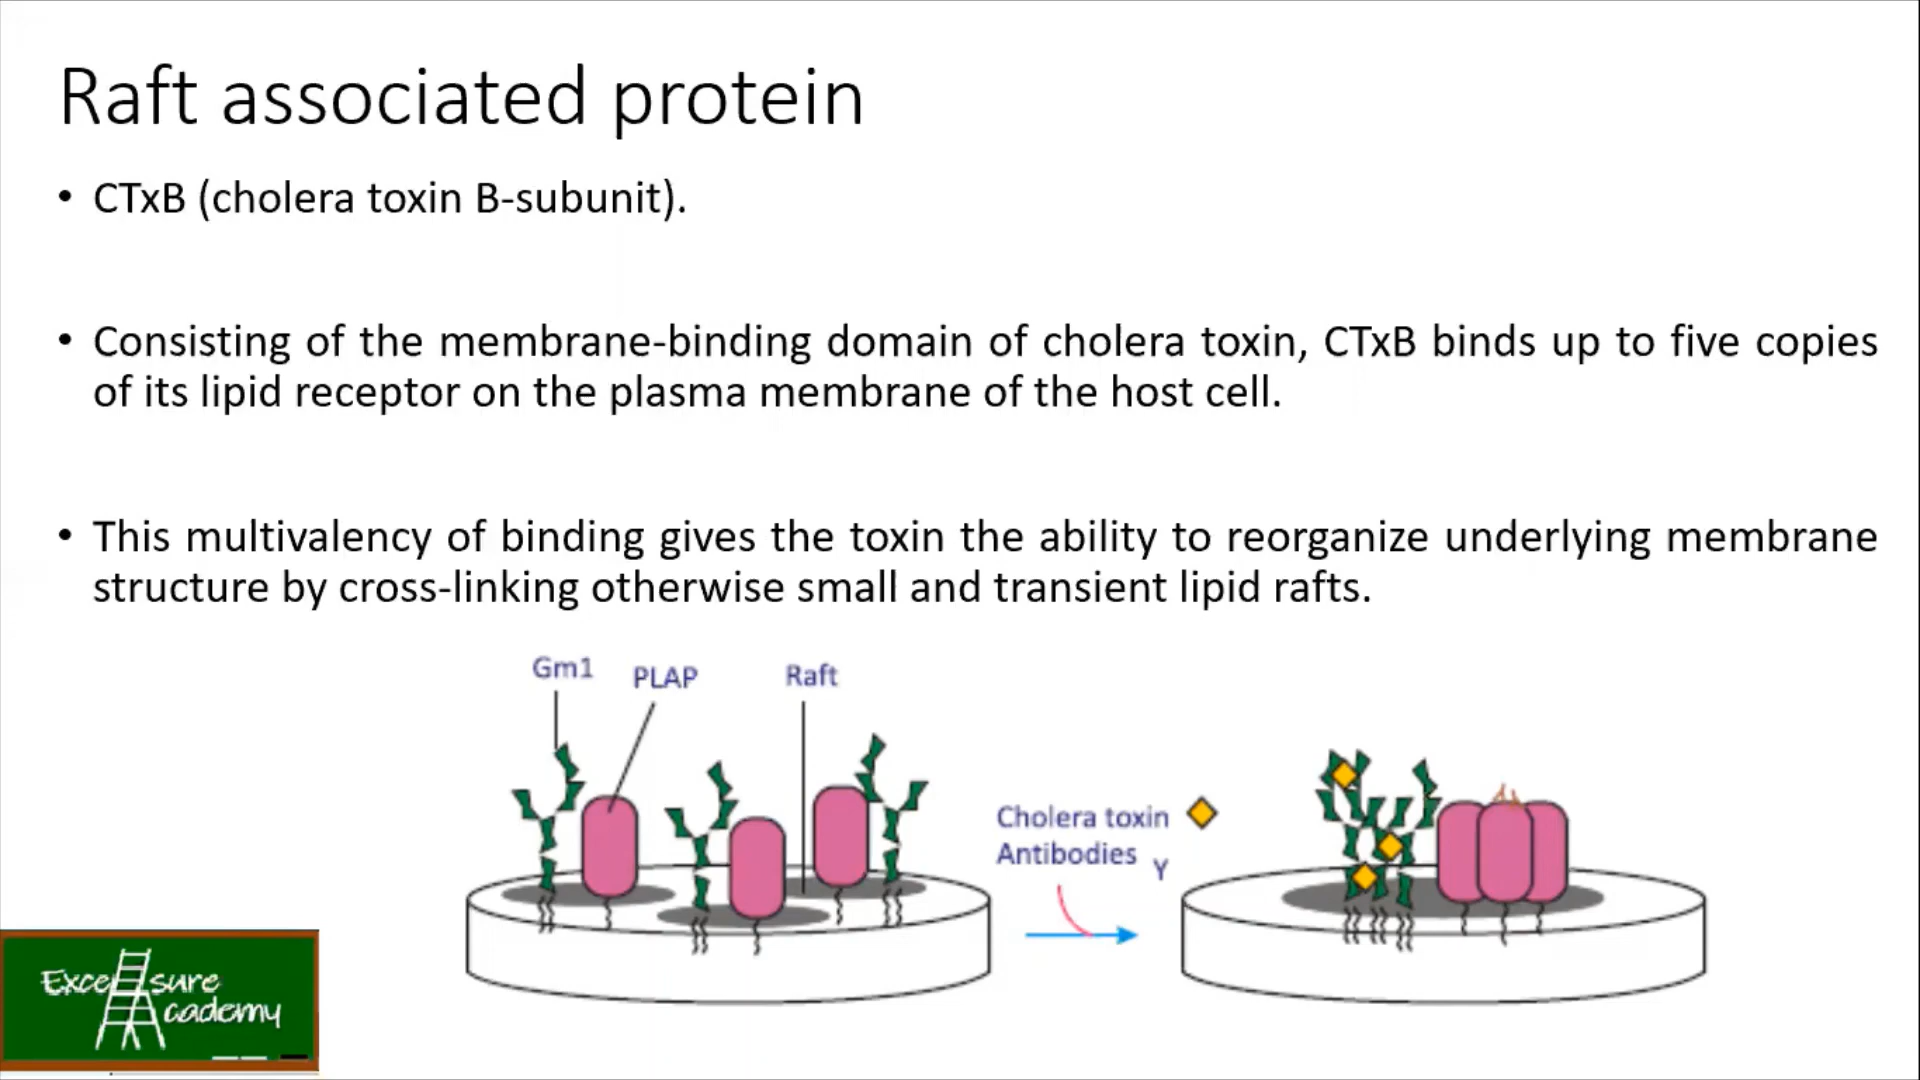 Raft associated protein
• CTxB (cholera toxin B-subunit).
• Consisting of the membrane-binding domain of cholera toxin, CTxB binds up to five copies
of its lipid receptor on the plasma membrane of the host cell.
• This multivalency of binding gives the toxin the ability to reorganize underlying membrane
structure by cross-linking otherwise small and transient lipid rafts.
Gm1
PLAP
Raft
Cholera toxin
Antibodies Y
Excel sure
Academy